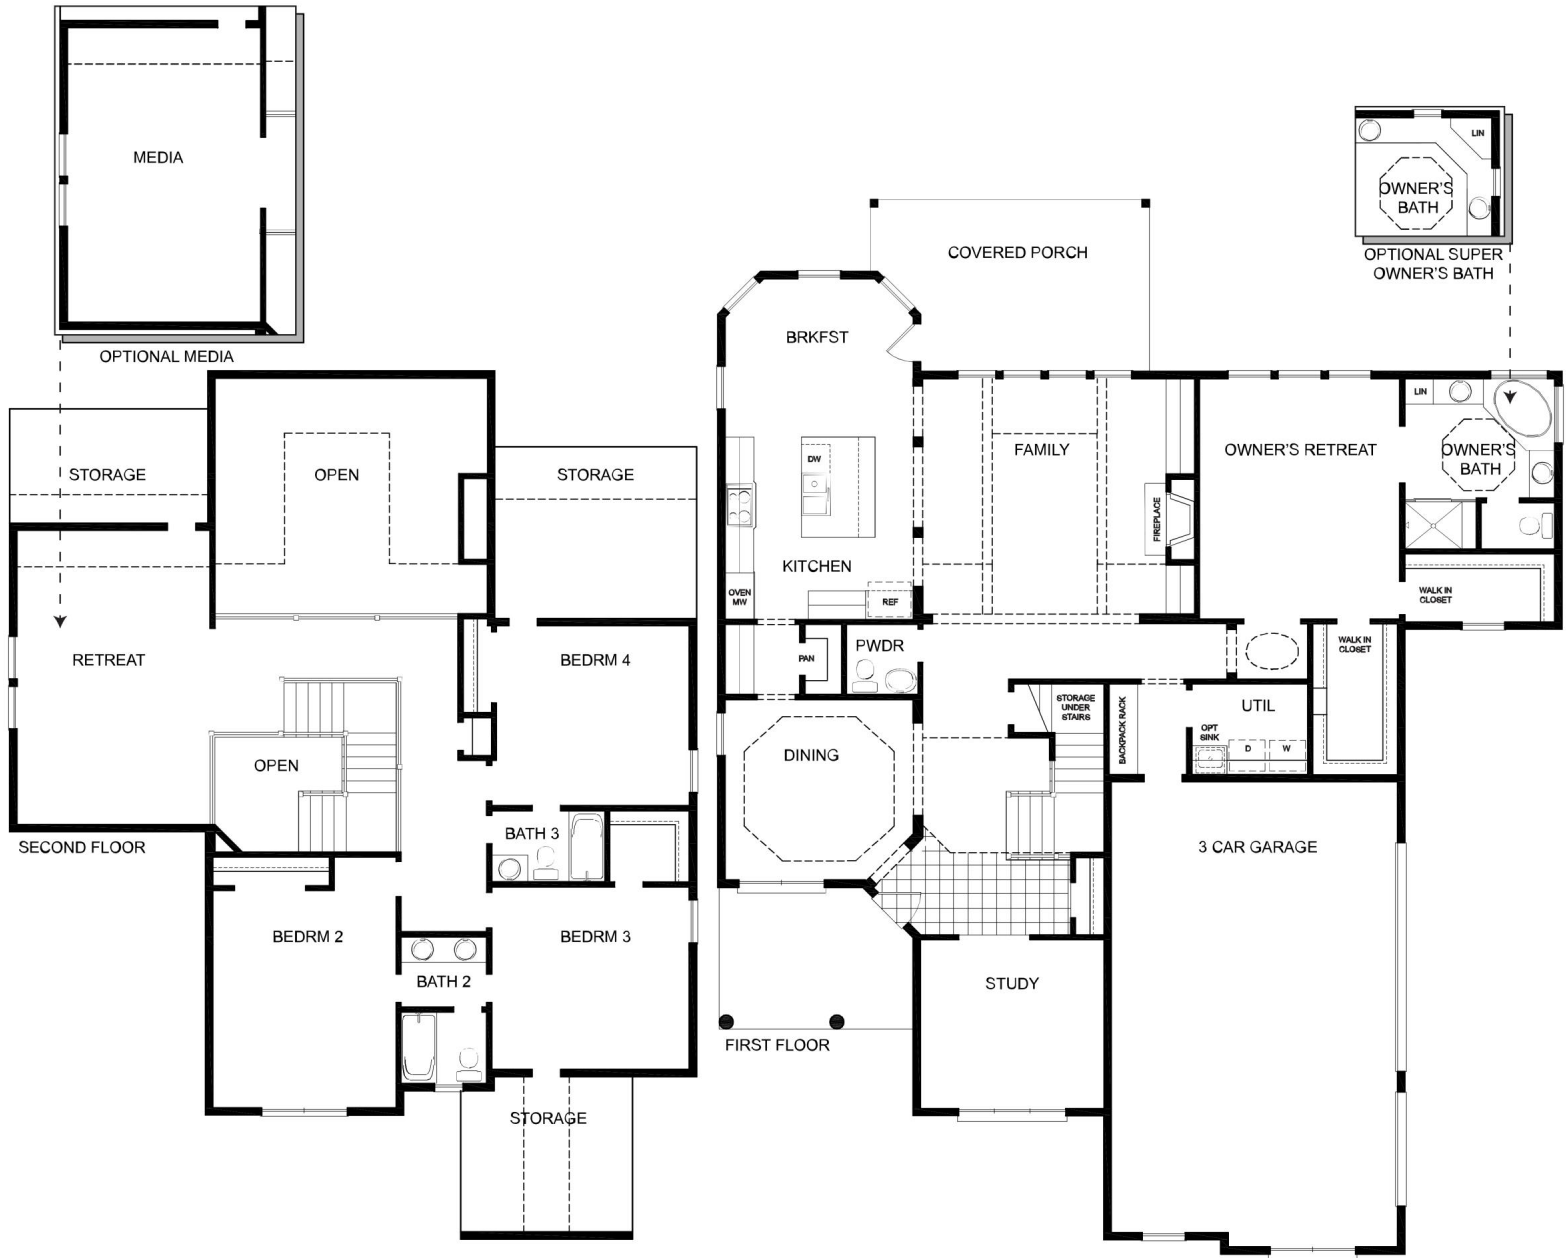 MEDIA
OPTIONAL MEDIA
STORAGE
OPEN
STORAGE
RETREAT
BEDRM 4
OPEN
SECOND FLOOR
BATH 3
BEDRM 2
BEDRM 3
BATH 2
STORAGE
OWNER'S
BATH
LIN
OPTIONAL SUPER
OWNER'S BATH
COVERED PORCH
BRKFST
LIN
FAMILY
OWNER'S RETREAT
OWNER'S
BATH
DW
FIREPLACE
KITCHEN
OVEN
MW
REF
WALK IN
CLOSET
PAN
PWDR
WALK IN
CLOSET
STORAGE
UNDER
STAIRS
BACKPACK RACK
UTIL
OPT
SINK
D
W
DINING
3 CAR GARAGE
STUDY
FIRST FLOOR